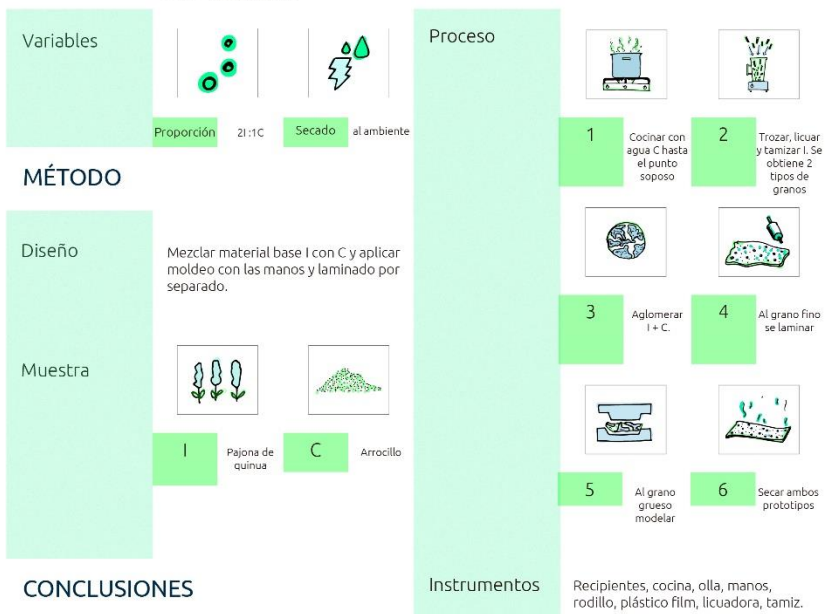 Variables
Proporción 2I:1C
Secado al ambiente
MÉTODO
Diseño
Mezclar material base I con C y aplicar
moldeo con las manos y laminado por
separado.
Muestra
I
Pajona de
quinua
C
Arrocillo
CONCLUSIONES
Proceso
1
Cocinar con
agua C hasta
el punto
soposo
2
Trozar, licuar
y tamizar I. Se
obtiene 2
tipos de
granos
3
Aglomerar
I + C.
4
Al grano fino
se laminar
5
Al grano
grueso
modelar
6
Secar ambos
prototipos
Instrumentos
Recipientes, cocina, olla, manos,
rodillo, plástico film, licuadora, tamiz.